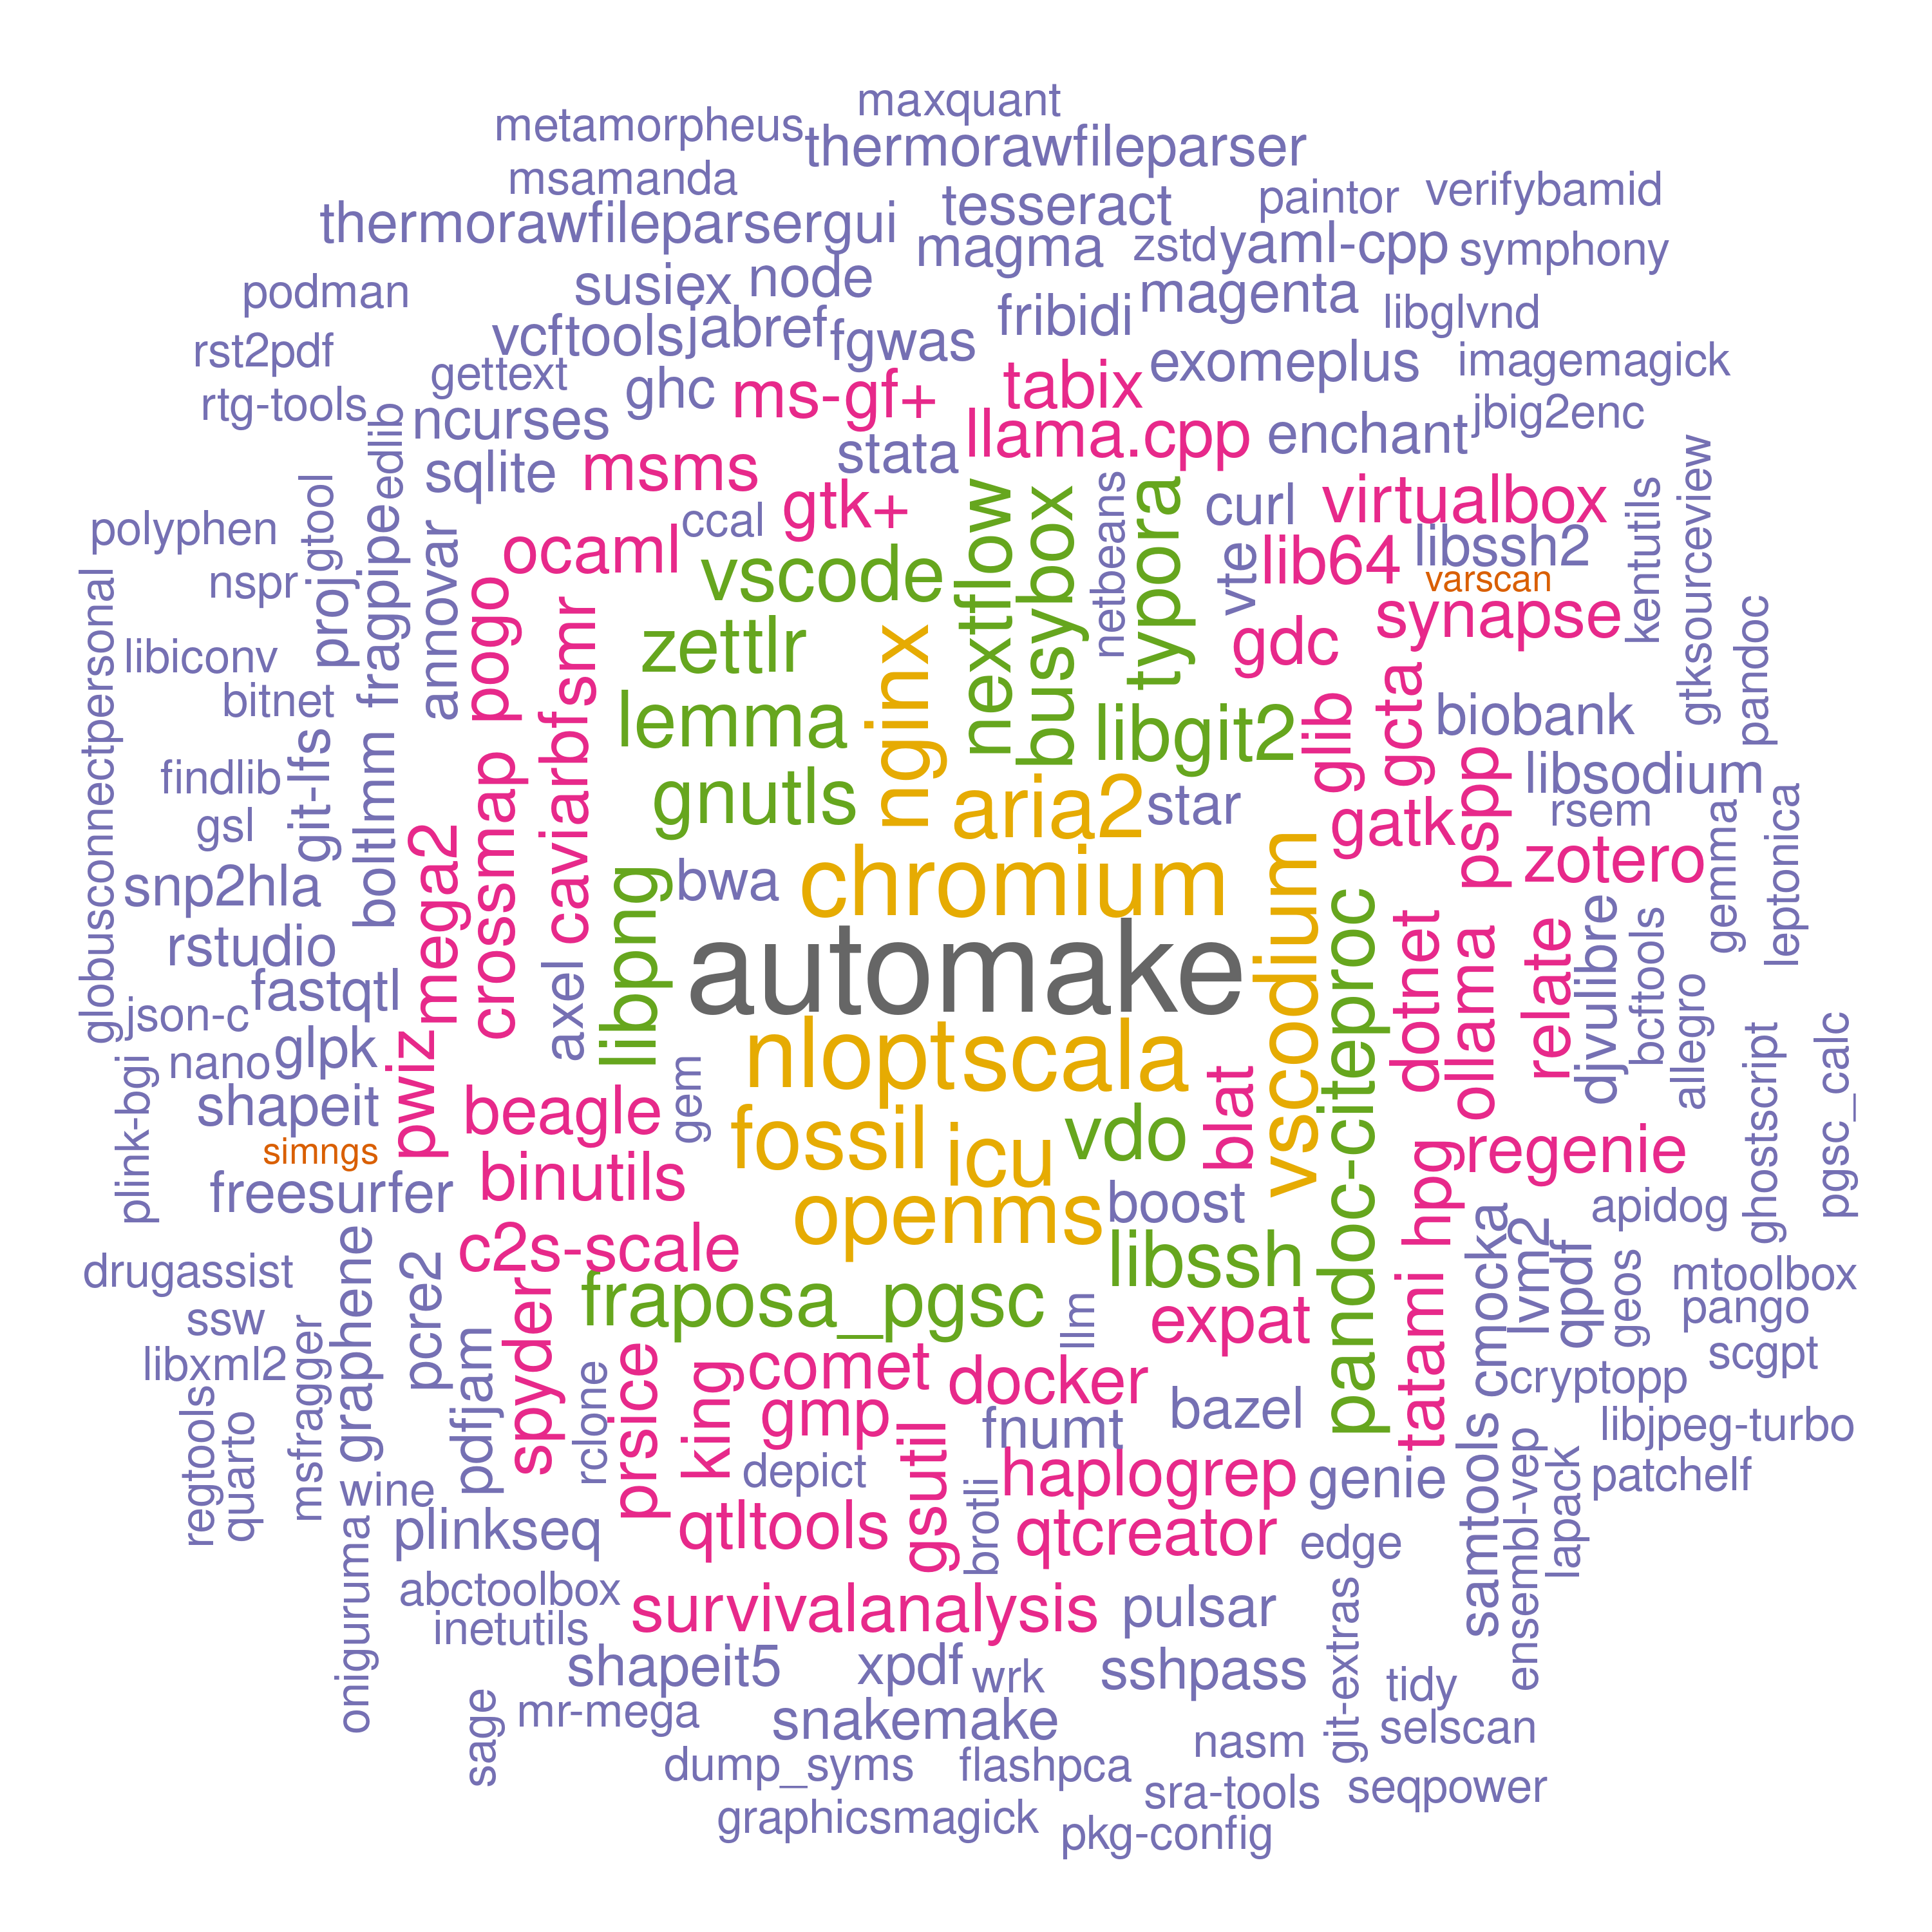 maxquant
metamorpheus
thermorawfileparser
msamanda
tesseract
paintor
verifybamid
thermorawfileparsergui
magma
zstd
yaml-cpp
symphony
podman
susiex
node
fribidi
magenta
libglvnd
rst2pdf
vcftools
jabref
fgwas
exomeplus
imagemagick
gettext
ghc
ms-gf+
tabix
rtg-tools
edlib
ncurses
llama.cpp
enchant
jbig2enc
sqlite
msms
stata
gtk+
virtualbox
kentutils
gtksourceview
polyphen
gtool
fragpipe
annovar
ocaml
ccal
vscode
nextflow
busybox
netbeans
typora
curl
vte
lib64
libssh2
varscan
nspr
proj
pogo
smr
synapse
globusconnectpersonal
libiconv
zettlr
nginx
gdc
pandoc
bitnet
lemma
libgit2
glib
gcta
biobank
findlib
git-lfs
boltlmm
crossmap
caviarbf
gnutls
aria2
star
pspp
libsodium
gsl
mega2
gatk
rsem
gemma
leptonica
snp2hla
libpng
bwa
chromium
vscodium
zotero
rstudio
automake
pandoc-citeproc
dotnet
ollama
relate
djvulibre
bcftools
fastqtl
axel
allegro
json-c
nano
glpk
pwiz
nlopt
scala
ghostscript
pgsc_calc
plink-bgi
shapeit
beagle
gem
fossil
icu
vdo
blat
simngs
binutils
hpg
regenie
freesurfer
openms
boost
apidog
drugassist
graphene
pcre2
c2s-scale
libssh
tatami
cmocka
lvm2
qpdf
geos
mtoolbox
ssw
spyder
fraposa_pgsc
llm
expat
pango
libxml2
msfragger
pdfjam
rclone
prsice
king
comet
docker
bazel
cryptopp
scgpt
regtools
quarto
gmp
fnumt
samtools
libjpeg-turbo
wine
depict
gsutil
haplogrep
genie
ensembl-vep
lapack
patchelf
oniguruma
plinkseq
qtltools
brotli
qtcreator
edge
abctoolbox
survivalanalysis
pulsar
git-extras
inetutils
shapeit5
xpdf
wrk
sshpass
tidy
sage
mr-mega
snakemake
nasm
selscan
dump_syms
flashpca
sra-tools
seqpower
graphicsmagick
pkg-config